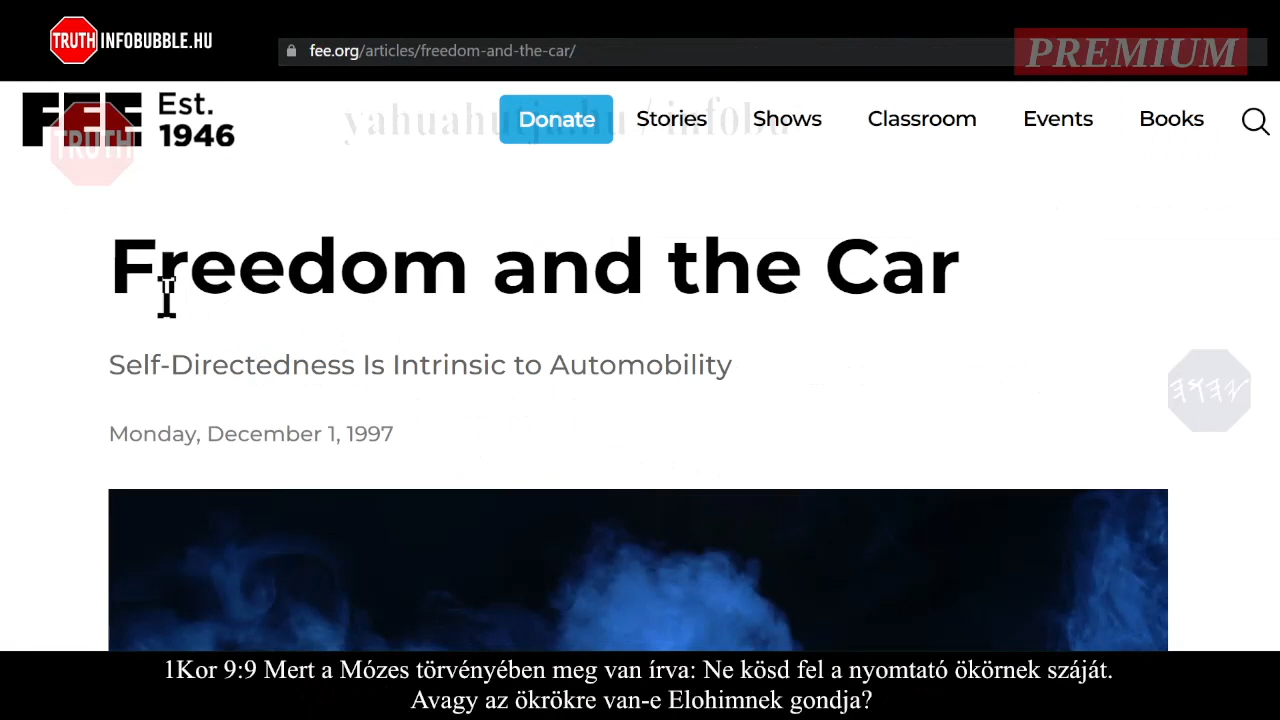 TRUTH INFOBUBBLE.HU
fee.org/articles/freedom-and-the-car/
PREMIUM
FEE Est. 1946
TRUTH
Donate Stories Shows Classroom Events Books
Freedom and the Car
Self-Directedness Is Intrinsic to Automobility
Monday, December 1, 1997
1Kor 9:9 Mert a Mózes törvényében meg van írva: Ne kösd fel a nyomtató ökörnek száját.
Avagy az ökrökre van-e Elohimnek gondja?